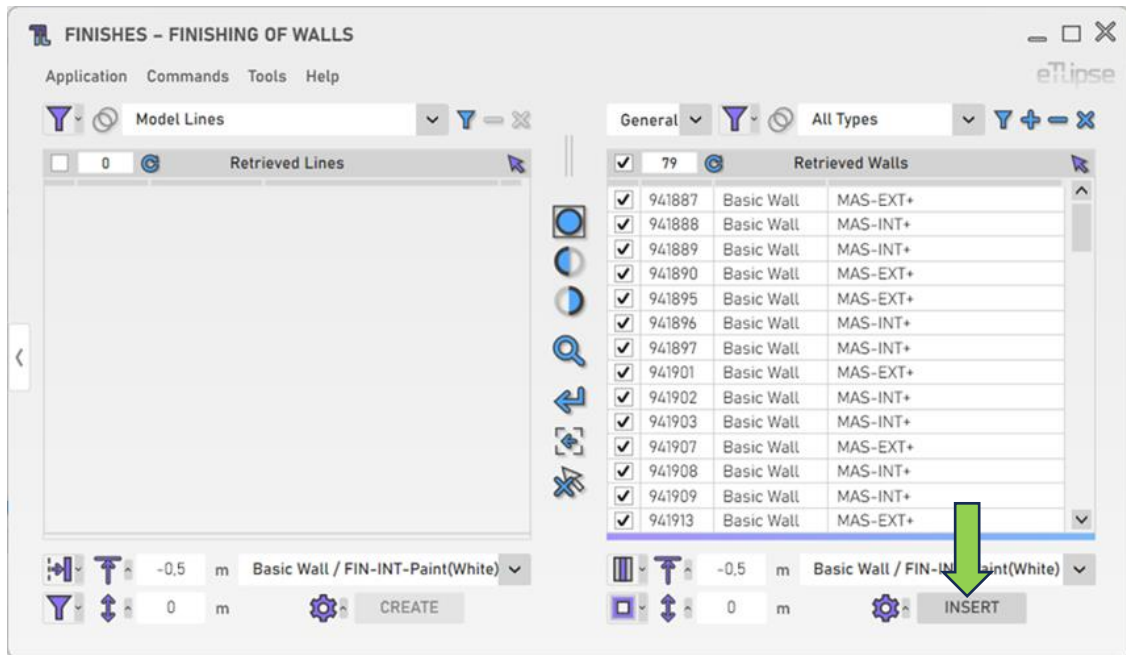 FINISHES – FINISHING OF WALLS
Application Commands Tools Help
eTLipse
Model Lines
General All Types
0 Retrieved Lines
79 Retrieved Walls
941887 Basic Wall MAS-EXT+
941888 Basic Wall MAS-INT+
941889 Basic Wall MAS-INT+
941890 Basic Wall MAS-EXT+
941895 Basic Wall MAS-EXT+
941896 Basic Wall MAS-INT+
941897 Basic Wall MAS-INT+
941901 Basic Wall MAS-EXT+
941902 Basic Wall MAS-INT+
941903 Basic Wall MAS-INT+
941907 Basic Wall MAS-EXT+
941908 Basic Wall MAS-INT+
941909 Basic Wall MAS-INT+
941913 Basic Wall MAS-EXT+
-0,5 m Basic Wall / FIN-INT-Paint(White)
0 m CREATE
-0,5 m Basic Wall / FIN-IN aint(White)
0 m INSERT